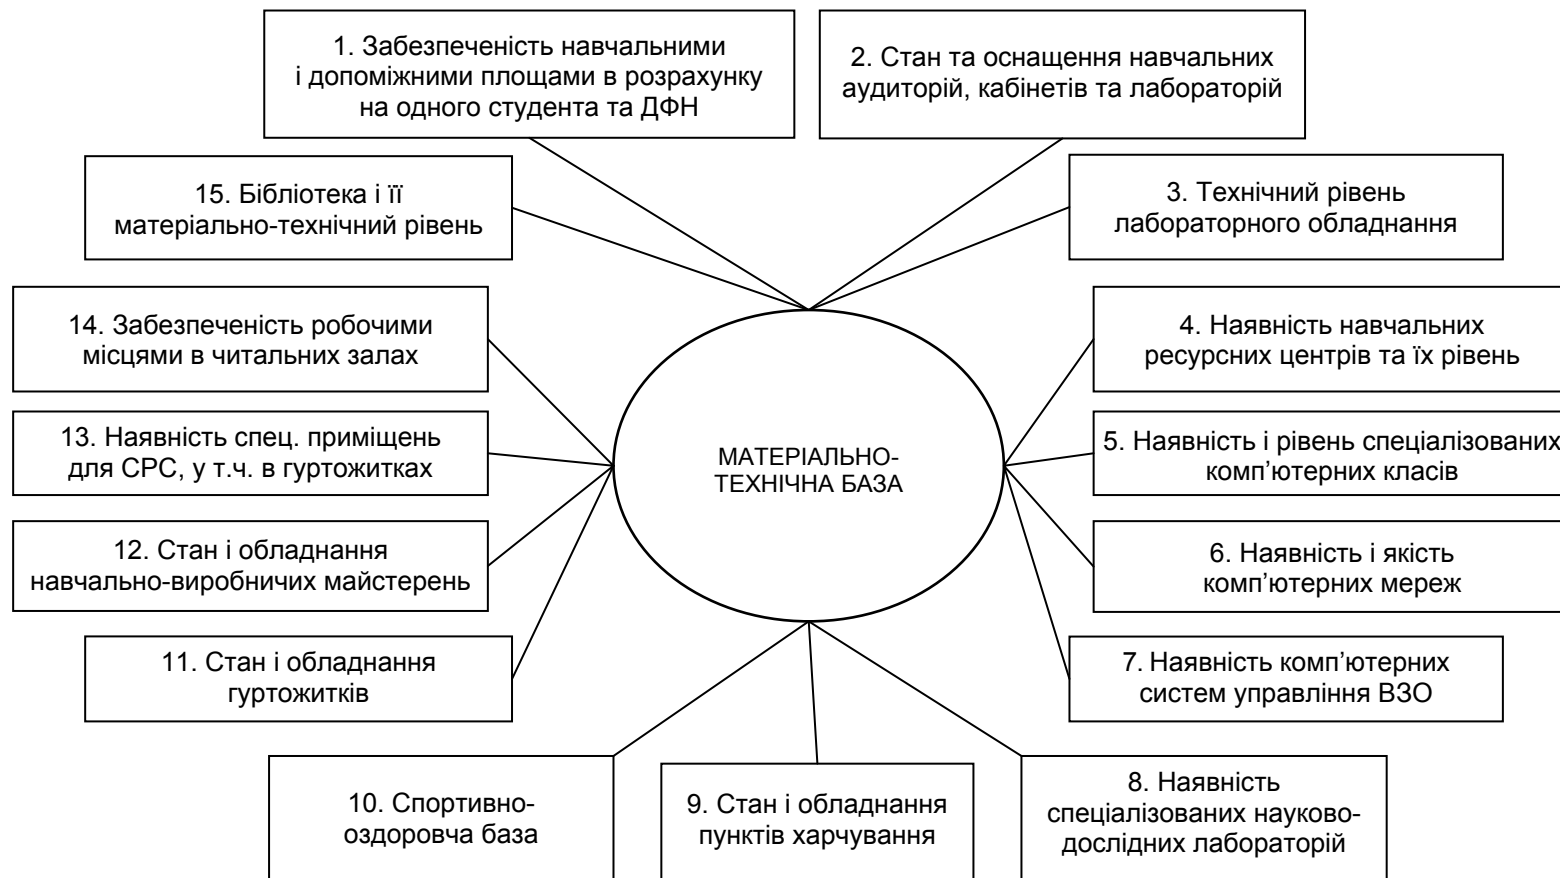 1. Забезпеченість навчальними
і допоміжними площами в розрахунку
на одного студента та ДФН
2. Стан та оснащення навчальних
аудиторій, кабінетів та лабораторій
15. Бібліотека і її
матеріально-технічний рівень
3. Технічний рівень
лабораторного обладнання
14. Забезпеченість робочими
місцями в читальних залах
4. Наявність навчальних
ресурсних центрів та їх рівень
13. Наявність спец. приміщень
для СРС, у т.ч. в гуртожитках
МАТЕРІАЛЬНО-
ТЕХНІЧНА БАЗА
5. Наявність і рівень спеціалізованих
комп’ютерних класів
12. Стан і обладнання
навчально-виробничих майстерень
6. Наявність і якість
комп’ютерних мереж
11. Стан і обладнання
гуртожитків
7. Наявність комп’ютерних
систем управління ВЗО
10. Спортивно-
оздоровча база
9. Стан і обладнання
пунктів харчування
8. Наявність
спеціалізованих науково-
дослідних лабораторій